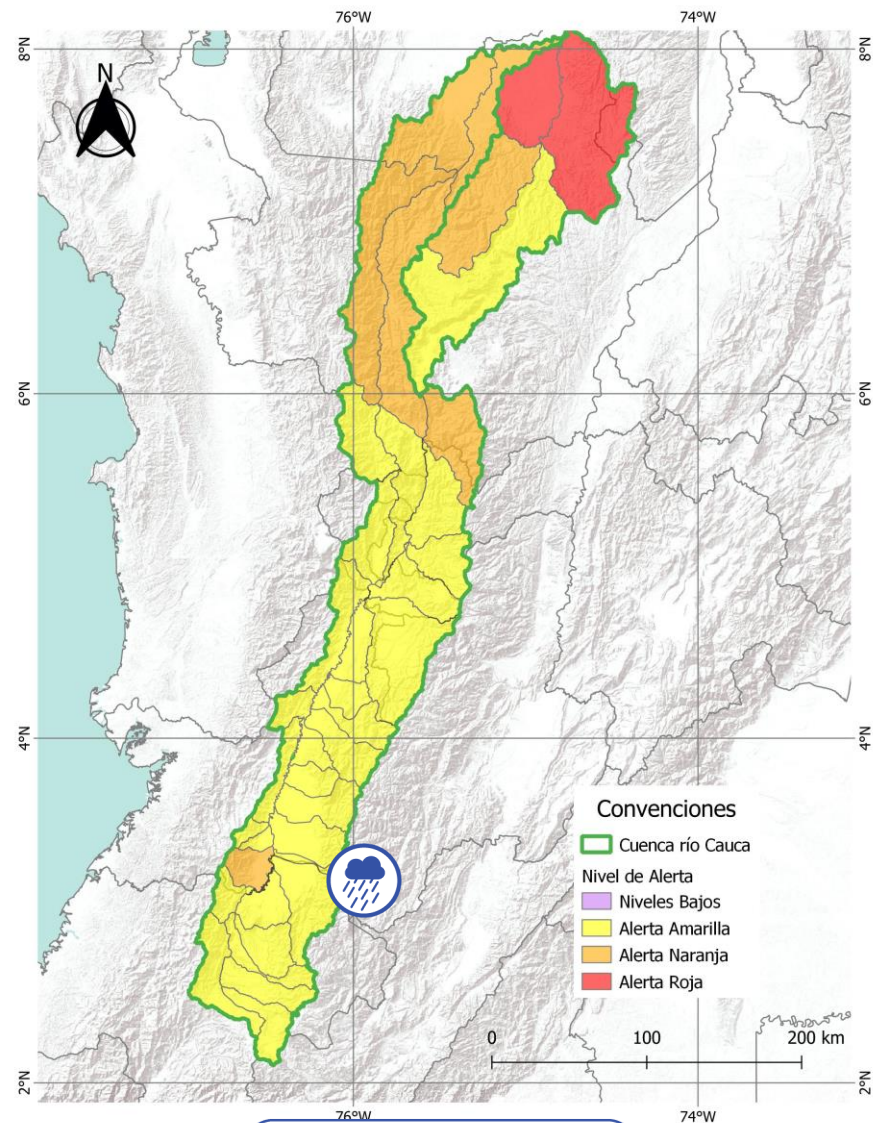 76°W 74°W
8°N 8°N
N
6°N 6°N
4°N 4°N
Convenciones
Cuenca río Cauca
Nivel de Alerta
Niveles Bajos
Alerta Amarilla
Alerta Naranja
Alerta Roja
0 100 200 km
2°N 2°N
76°W 74°W